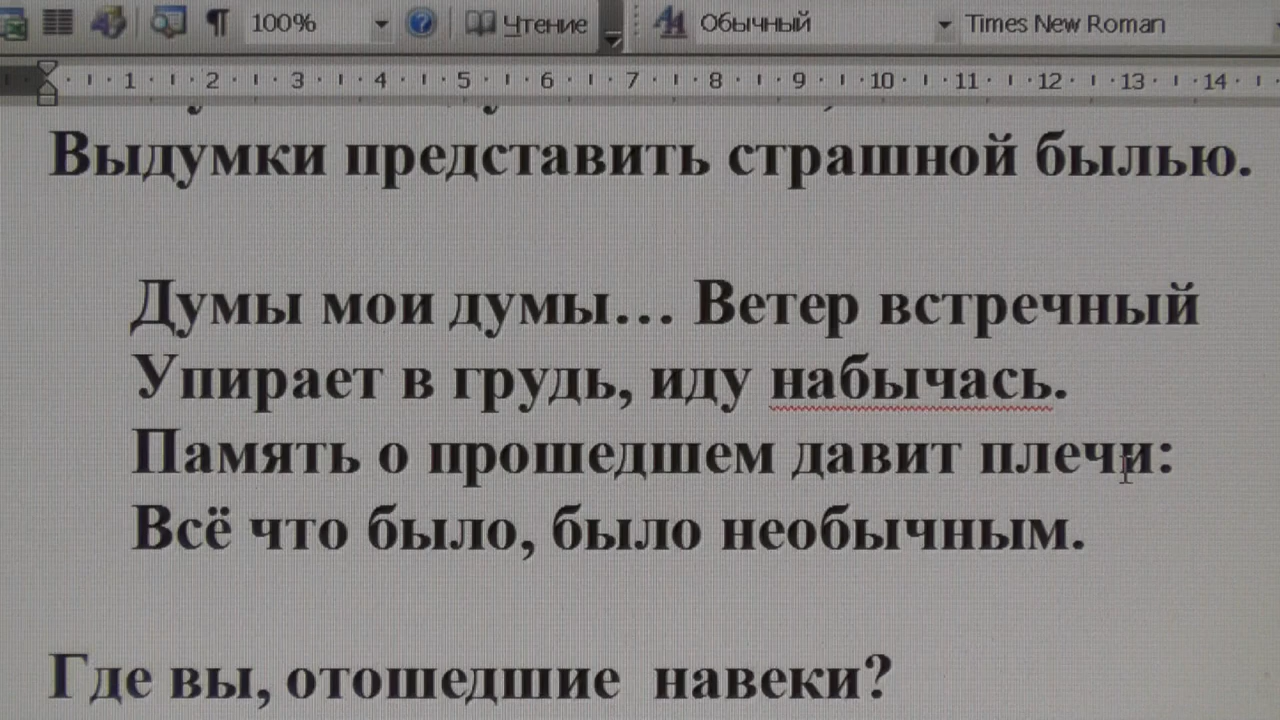 100% Чтение Обычный Times New Roman
1 2 3 4 5 6 7 8 9 10 11 12 13 14
Выдумки представить страшной былью.
Думы мои думы… Ветер встречный
Упирает в грудь, иду набычась.
Память о прошедшем давит плечи:
Всё что было, было необычным.
Где вы, отошедшие навеки?